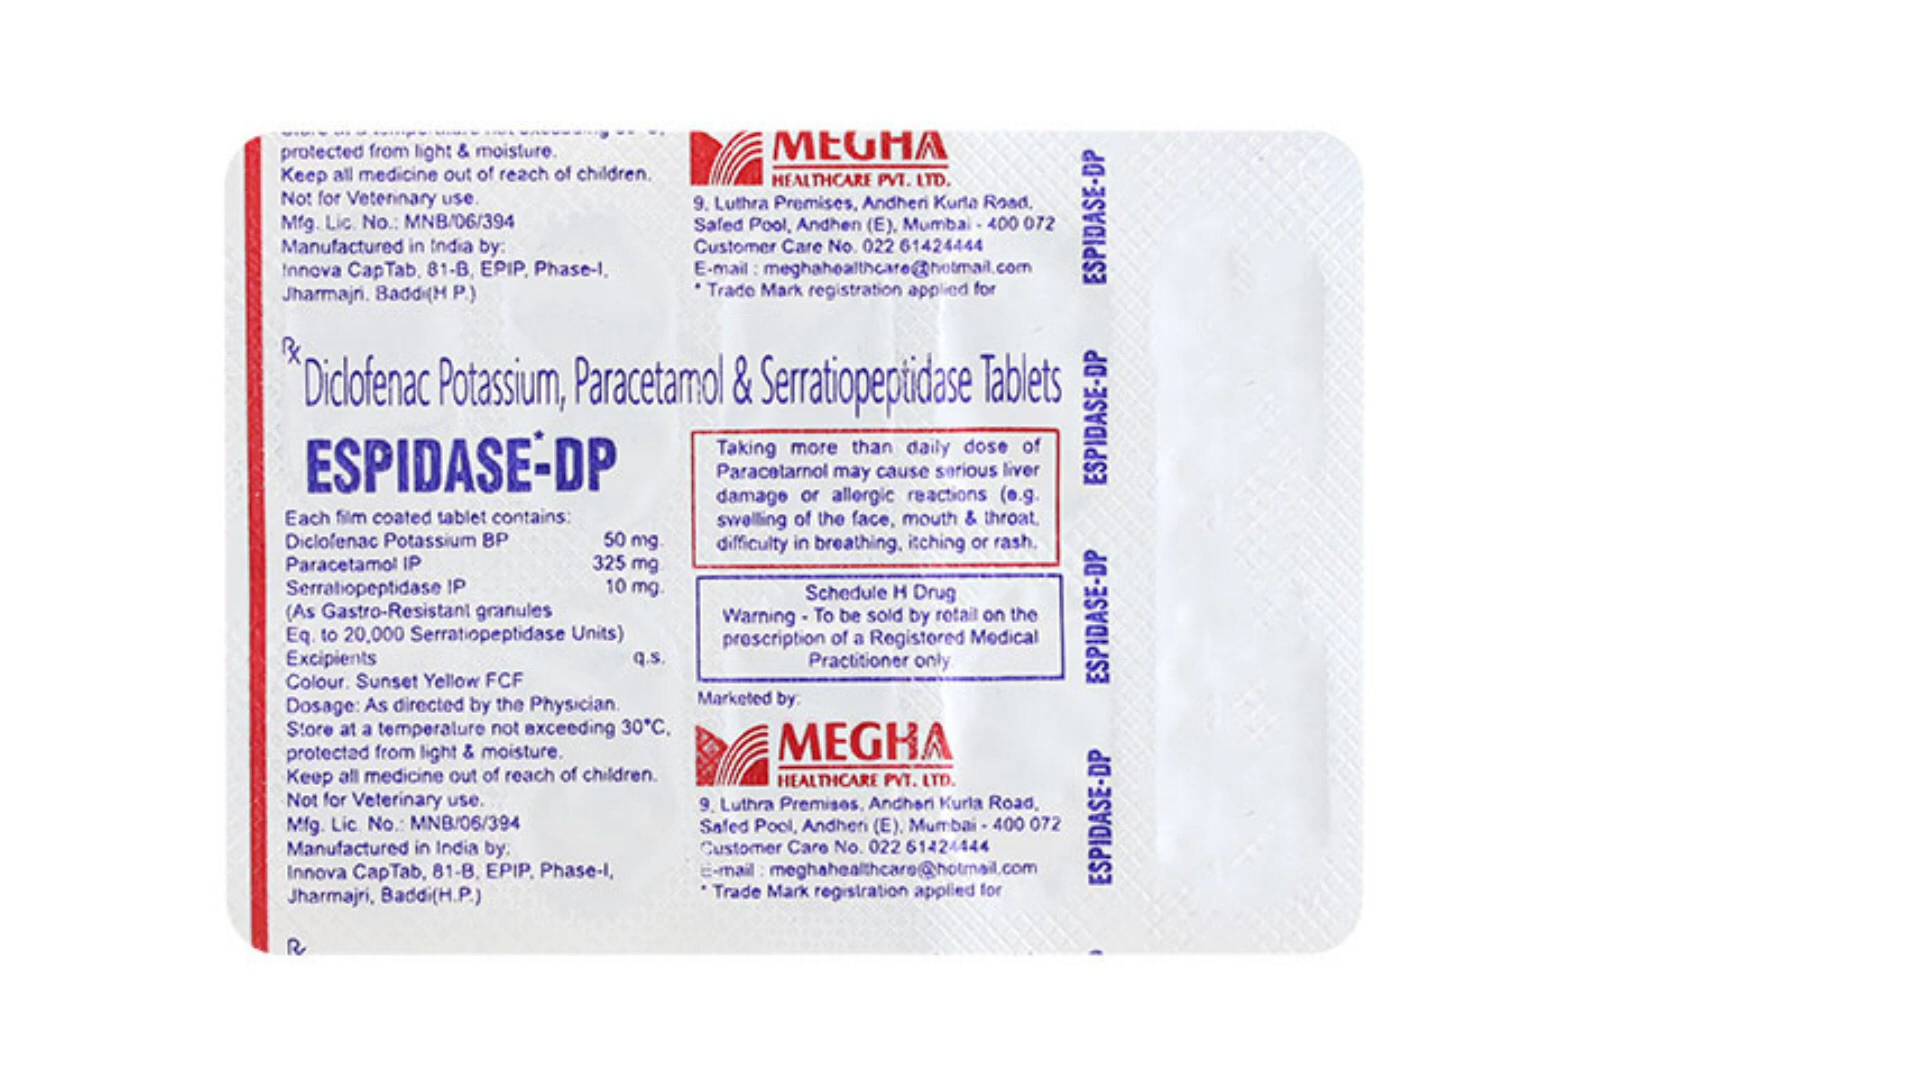 protected from light & moisture.
Keep all medicine out of reach of children.
Not for Veterinary use.
Mfg. Lic. No.: MNB/06/394
Manufactured in India by:
Innova CapTab, 81-B, EPIP, Phase-I,
Jharmajri, Baddi(H.P.)
MEGHA
HEALTHCARE PVT. LTD.
9, Luthra Premises, Andheri Kurla Road,
Safed Pool, Andheri (E), Mumbai - 400 072
Customer Care No. 022 61424444
E-mail : meghahealthcare@hotmail.com
* Trade Mark registration applied for
Rx
Diclofenac Potassium, Paracetamol & Serratiopeptidase Tablets
ESPIDASE*-DP
Each film coated tablet contains:
Diclofenac Potassium BP 50 mg.
Paracetamol IP 325 mg
Serratiopeptidase IP 10 mg.
(As Gastro-Resistant granules
Eq. to 20,000 Serratiopeptidase Units)
Excipients q.s.
Colour. Sunset Yellow FCF
Dosage: As directed by the Physician.
Store at a temperature not exceeding 30°C,
protected from light & moisture.
Keep all medicine out of reach of children.
Not for Veterinary use.
Mfg. Lic. No.: MNB/06/394
Manufactured in India by:
Innova CapTab, 81-B, EPIP, Phase-I,
Jharmajri, Baddi(H.P.)
Rx
Taking more than daily dose of
Paracetamol may cause serious liver
damage or allergic reactions (e.g.
swelling of the face, mouth & throat,
difficulty in breathing, itching or rash.
Schedule H Drug
Warning - To be sold by retail on the
prescription of a Registered Medical
Practitioner only
Marketed by:
MEGHA
HEALTHCARE PVT. LTD.
9, Luthra Premises, Andheri Kurla Road,
Safed Pool, Andheri (E), Mumbai - 400 072
Customer Care No. 022 61424444
E-mail : meghahealthcare@hotmail.com
* Trade Mark registration applied for
ESPIDASE-DP
ESPIDASE-DP
ESPIDASE-DP
ESPIDASE-DP